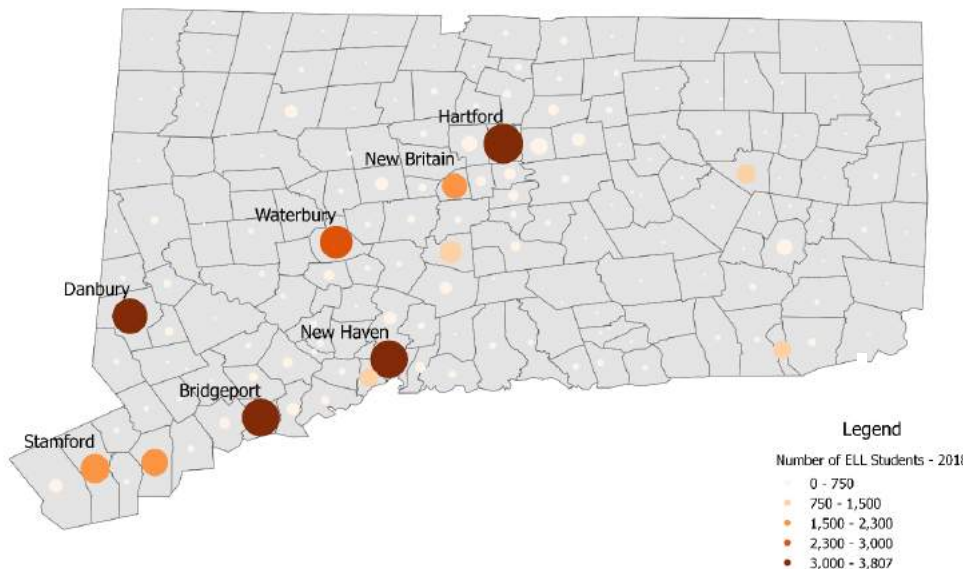 Hartford
New Britain
Waterbury
Danbury
New Haven
Bridgeport
Stamford
Legend
Number of ELL Students - 2018
0 - 750
750 - 1,500
1,500 - 2,300
2,300 - 3,000
3,000 - 3,807